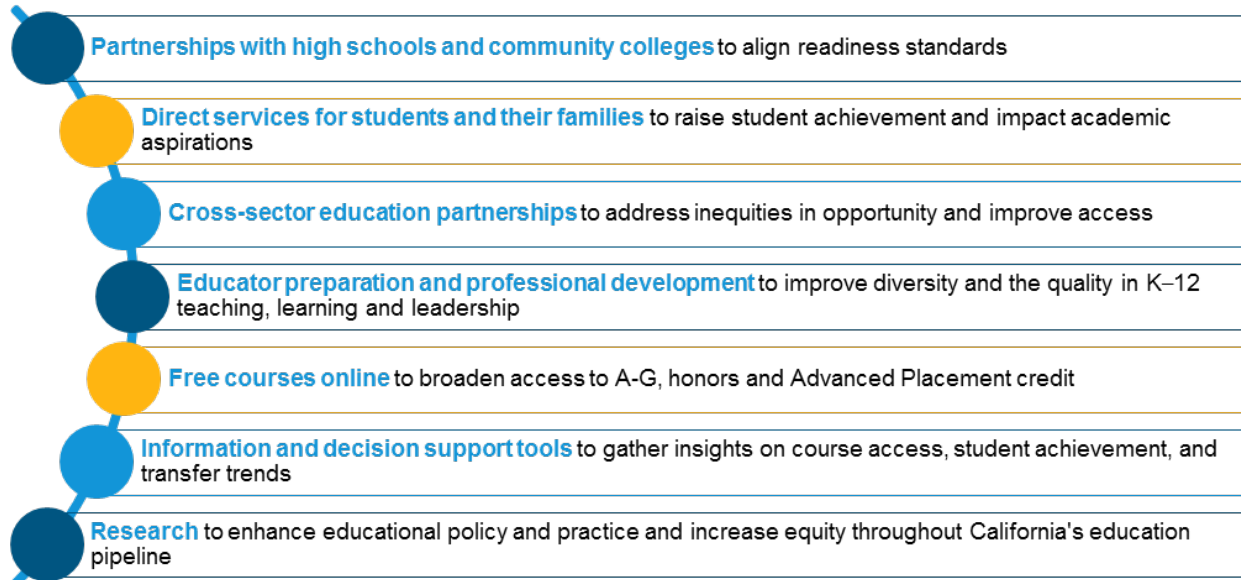 Partnerships with high schools and community colleges to align readiness standards
Direct services for students and their families to raise student achievement and impact academic
aspirations
Cross-sector education partnerships to address inequities in opportunity and improve access
Educator preparation and professional development to improve diversity and the quality in K–12
teaching, learning and leadership
Free courses online to broaden access to A-G, honors and Advanced Placement credit
Information and decision support tools to gather insights on course access, student achievement, and
transfer trends
Research to enhance educational policy and practice and increase equity throughout California's education
pipeline